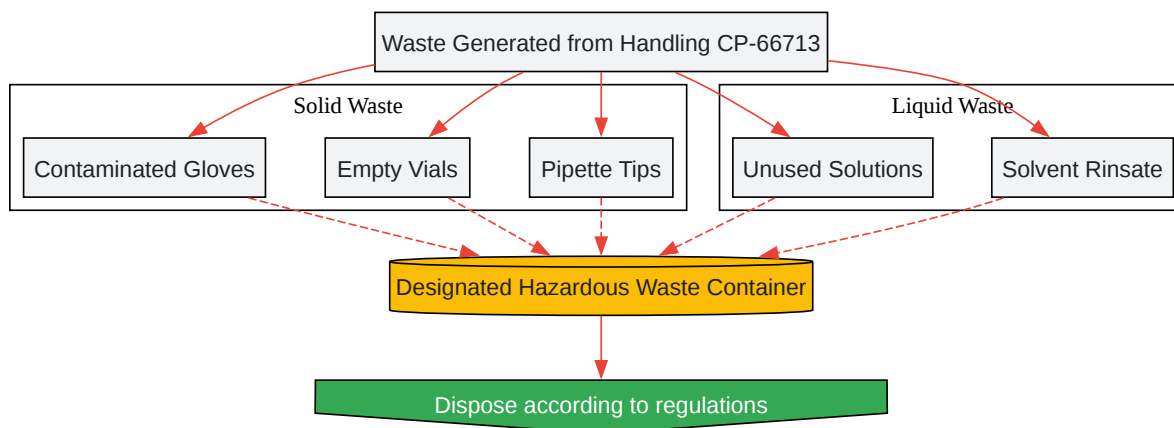 Waste Generated from Handling CP-66713
Solid Waste
Liquid Waste
Contaminated Gloves
Empty Vials
Pipette Tips
Unused Solutions
Solvent Rinsate
Designated Hazardous Waste Container
Dispose according to regulations